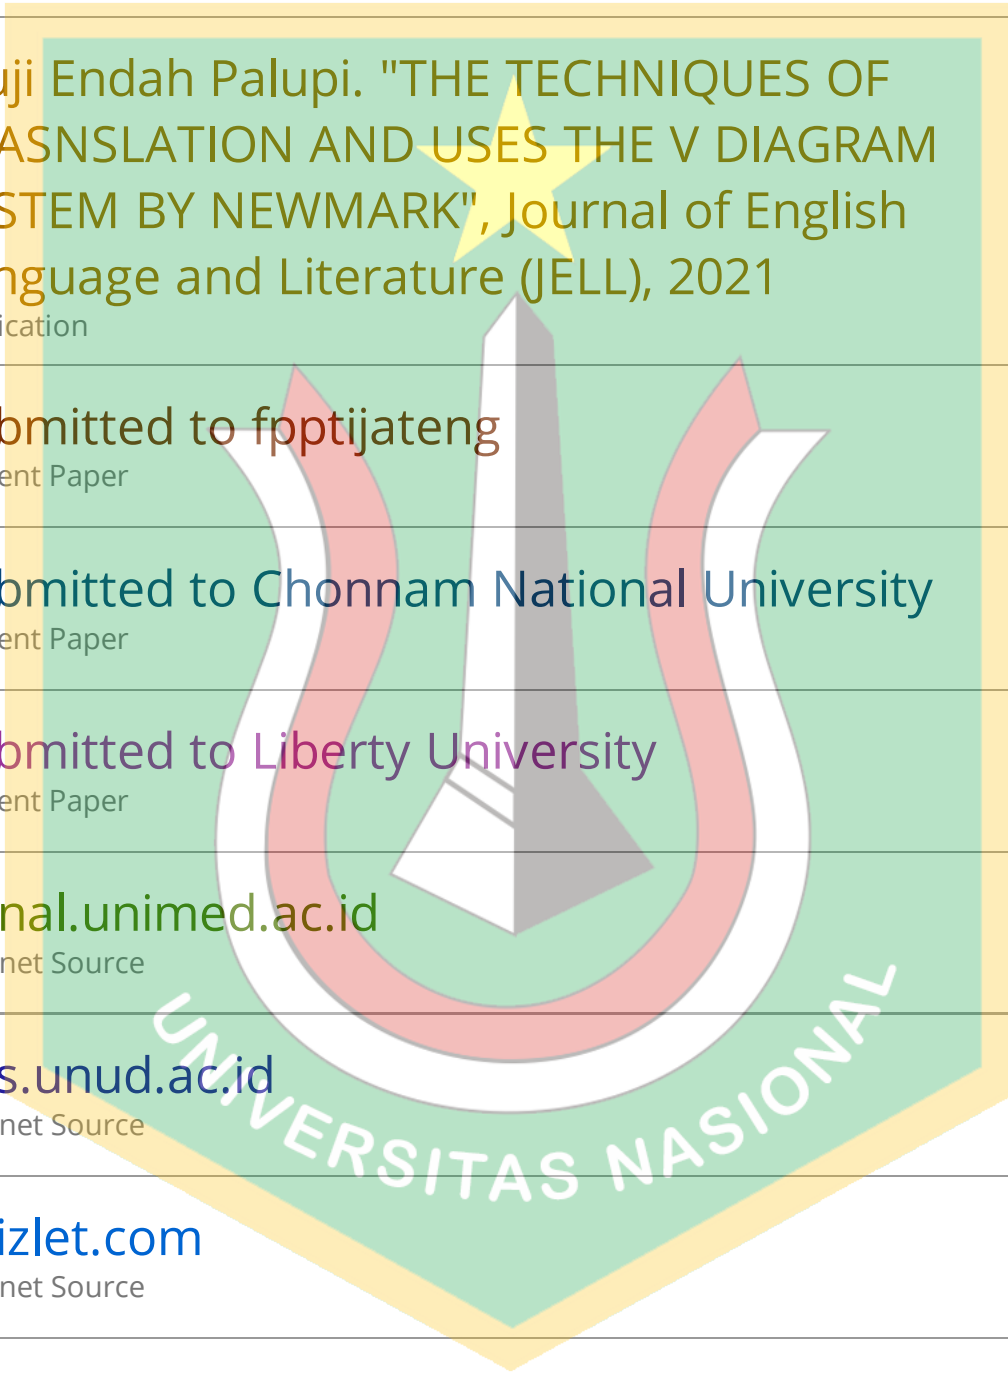 uji Endah Palupi. "THE TECHNIQUES OF
ASNSLATION AND USES THE V DIAGRAM
STEM BY NEWMARK", Journal of English
nguage and Literature (JELL), 2021
ication
bmitted to fpptijateng
ent Paper
bmitted to Chonnam National University
ent Paper
bmitted to Liberty University
ent Paper
nal.unimed.ac.id
net Source
s.unud.ac.id
net Source
izlet.com
net Source
UNIVERSITAS NASIONAL